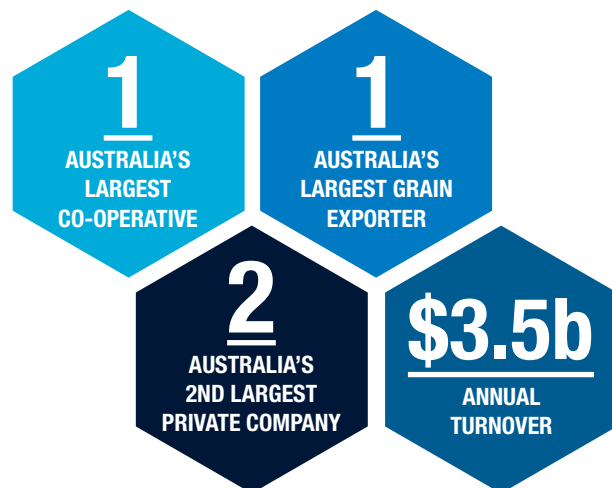 1
AUSTRALIA'S
LARGEST
CO-OPERATIVE
1
AUSTRALIA'S
LARGEST GRAIN
EXPORTER
2
AUSTRALIA'S
2ND LARGEST
PRIVATE COMPANY
$3.5b
ANNUAL
TURNOVER